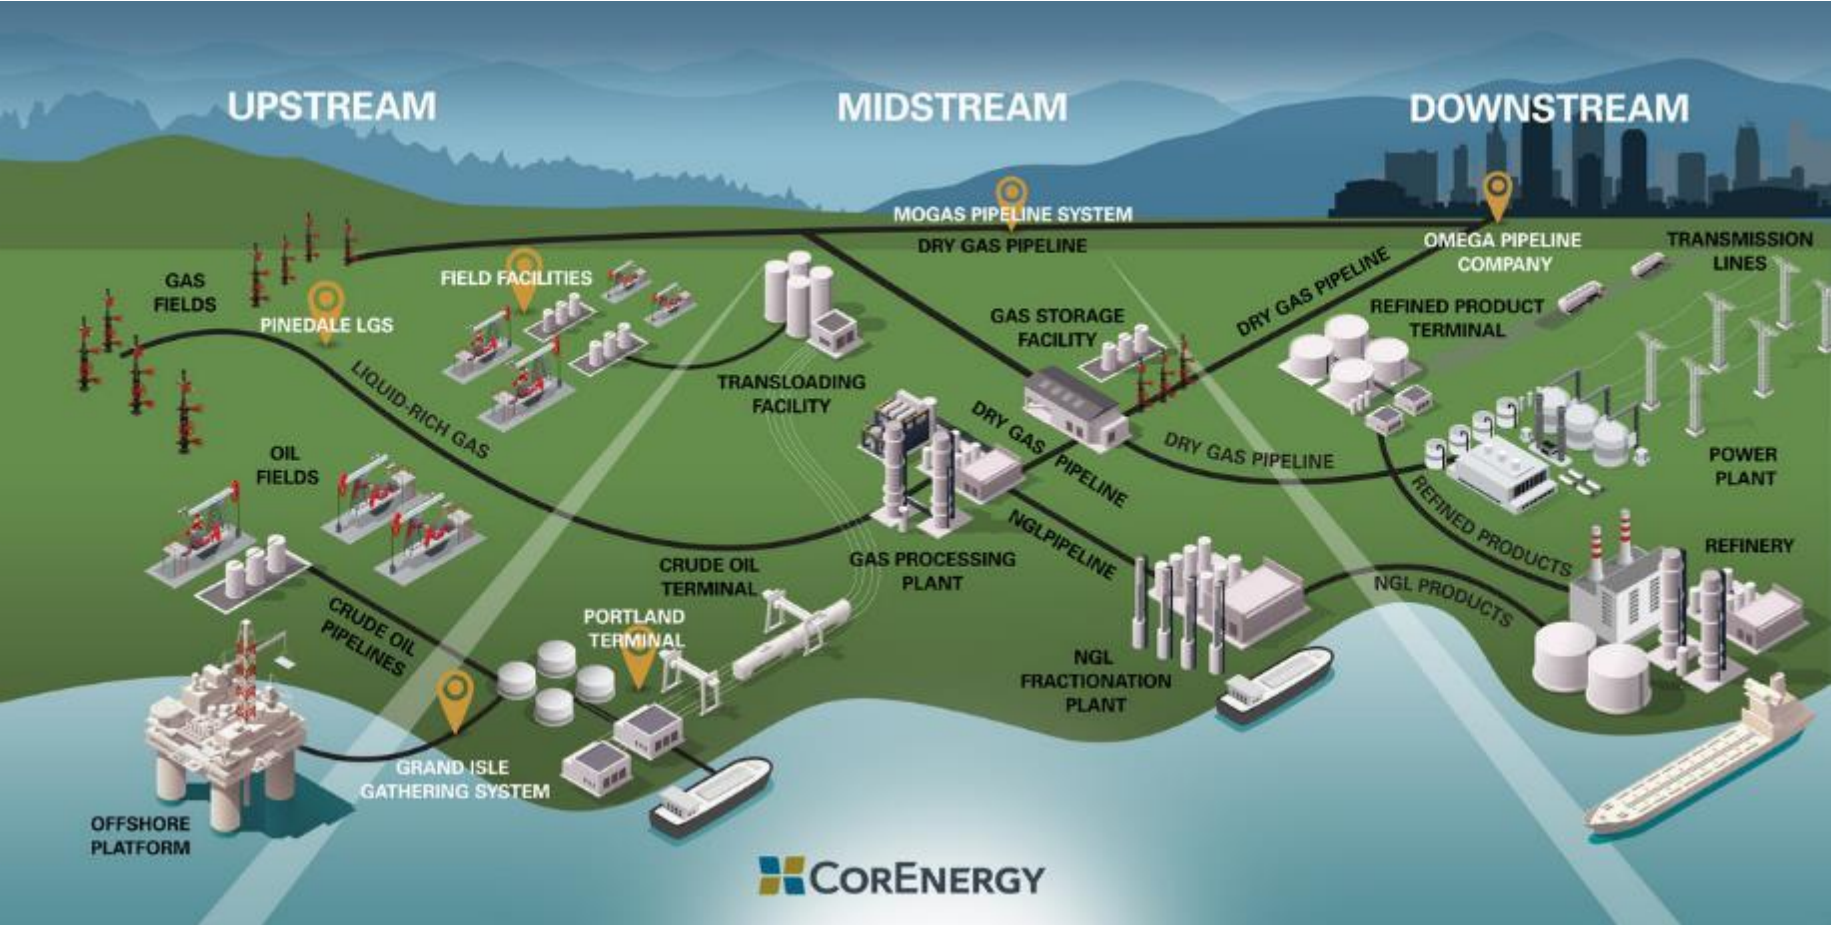 UPSTREAM
MIDSTREAM
DOWNSTREAM
MOGAS PIPELINE SYSTEM
DRY GAS PIPELINE
OMEGA PIPELINE
COMPANY
TRANSMISSION
LINES
GAS
FIELDS
FIELD FACILITIES
PINEDALE LGS
GAS STORAGE
FACILITY
DRY GAS PIPELINE
REFINED PRODUCT
TERMINAL
LIQUID-RICH GAS
TRANSLOADING
FACILITY
DRY GAS PIPELINE
DRY GAS PIPELINE
OIL
FIELDS
POWER
PLANT
REFINED PRODUCTS
NGLPIPELINE
CRUDE OIL
TERMINAL
GAS PROCESSING
PLANT
REFINERY
NGL PRODUCTS
CRUDE OIL
PIPELINES
PORTLAND
TERMINAL
NGL
FRACTIONATION
PLANT
GRAND ISLE
GATHERING SYSTEM
OFFSHORE
PLATFORM
CORENERGY